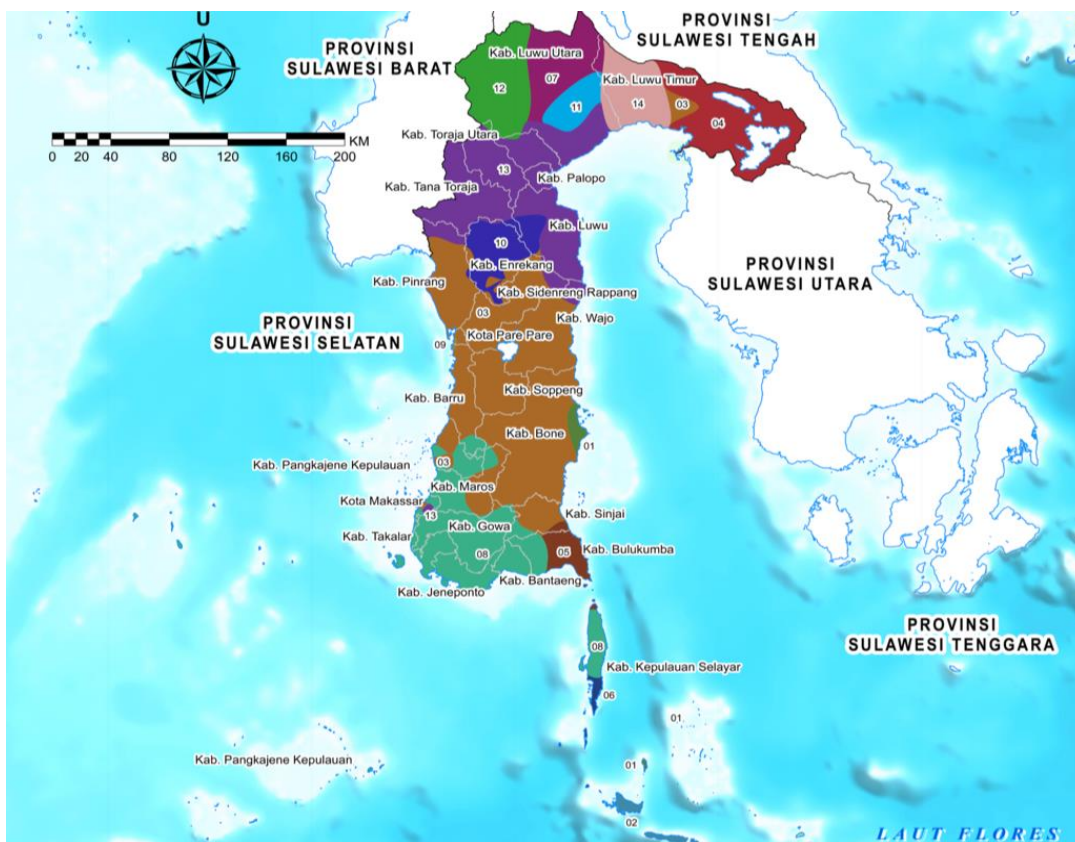 U
PROVINSI
SULAWESI BARAT
PROVINSI
SULAWESI TENGAH
Kab. Luwu Utara
12
07
11
Kab. Luwu Timur
14
03
04
0 20 40 80 120 160 200
KM
Kab. Toraja Utara
13
Kab. Tana Toraja
Kab. Palopo
Kab. Luwu
10
Kab. Enrekang
Kab. Pinrang
Kab. Sidenreng Rappang
03
Kab. Wajo
PROVINSI
SULAWESI UTARA
PROVINSI
SULAWESI SELATAN
Kota Pare Pare
09
Kab. Soppeng
Kab. Barru
Kab. Bone
01
Kab. Pangkajene Kepulauan
03
Kab. Maros
Kota Makassar
13
Kab. Sinjai
Kab. Gowa
Kab. Takalar
08
05
Kab. Bulukumba
Kab. Bantaeng
Kab. Jeneponto
PROVINSI
SULAWESI TENGGARA
08
Kab. Kepulauan Selayar
06
01
Kab. Pangkajene Kepulauan
01
02
LAUT FLORES